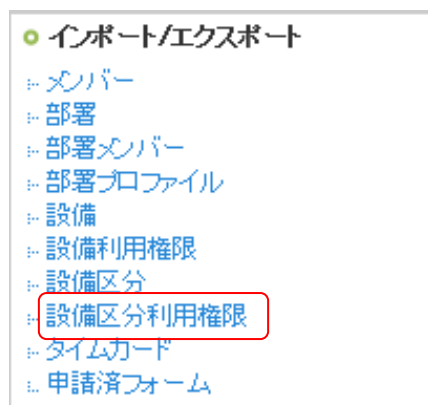 インポート/エクスポート
メンバー
部署
部署メンバー
部署プロファイル
設備
設備利用権限
設備区分
設備区分利用権限
タイムカード
申請済フォーム